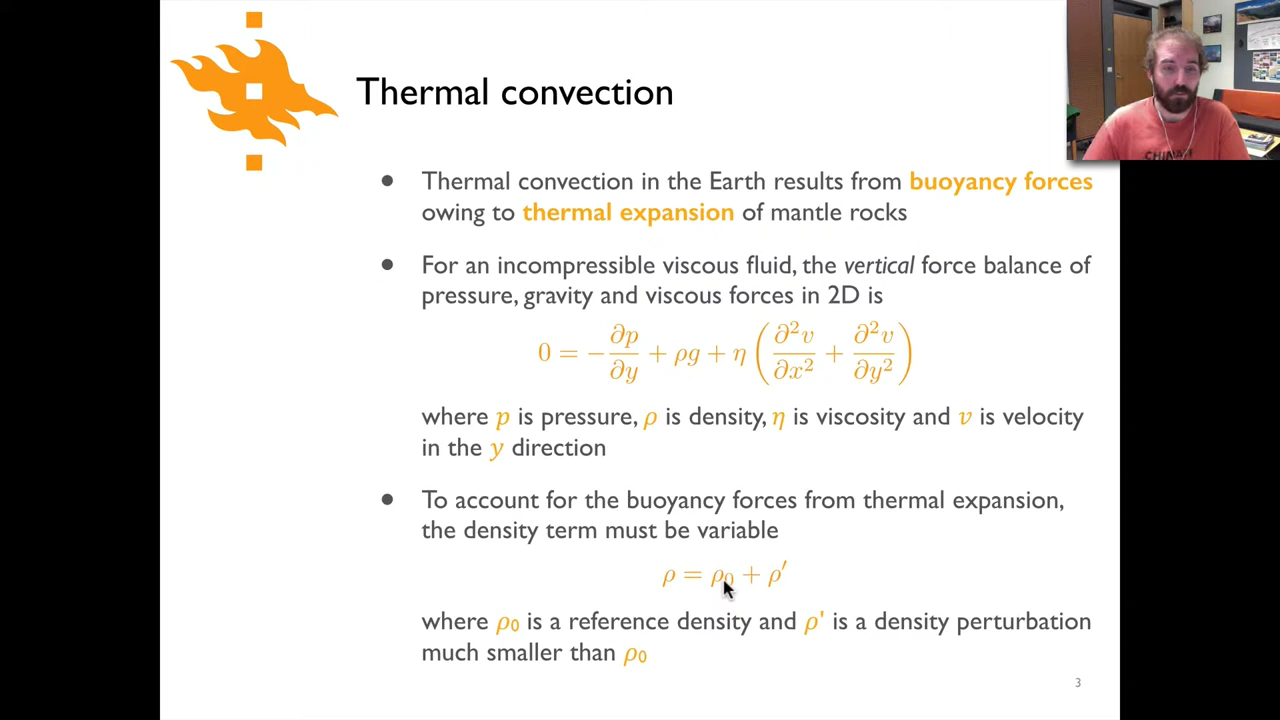 Thermal convection
● Thermal convection in the Earth results from buoyancy forces
owing to thermal expansion of mantle rocks
● For an incompressible viscous fluid, the vertical force balance of
pressure, gravity and viscous forces in 2D is
0 = −∂p/∂y + ρg + η(∂²v/∂x² + ∂²v/∂y²)
where p is pressure, ρ is density, η is viscosity and v is velocity
in the y direction
● To account for the buoyancy forces from thermal expansion,
the density term must be variable
ρ = ρ₀ + ρ′
where ρ₀ is a reference density and ρ' is a density perturbation
much smaller than ρ₀
3